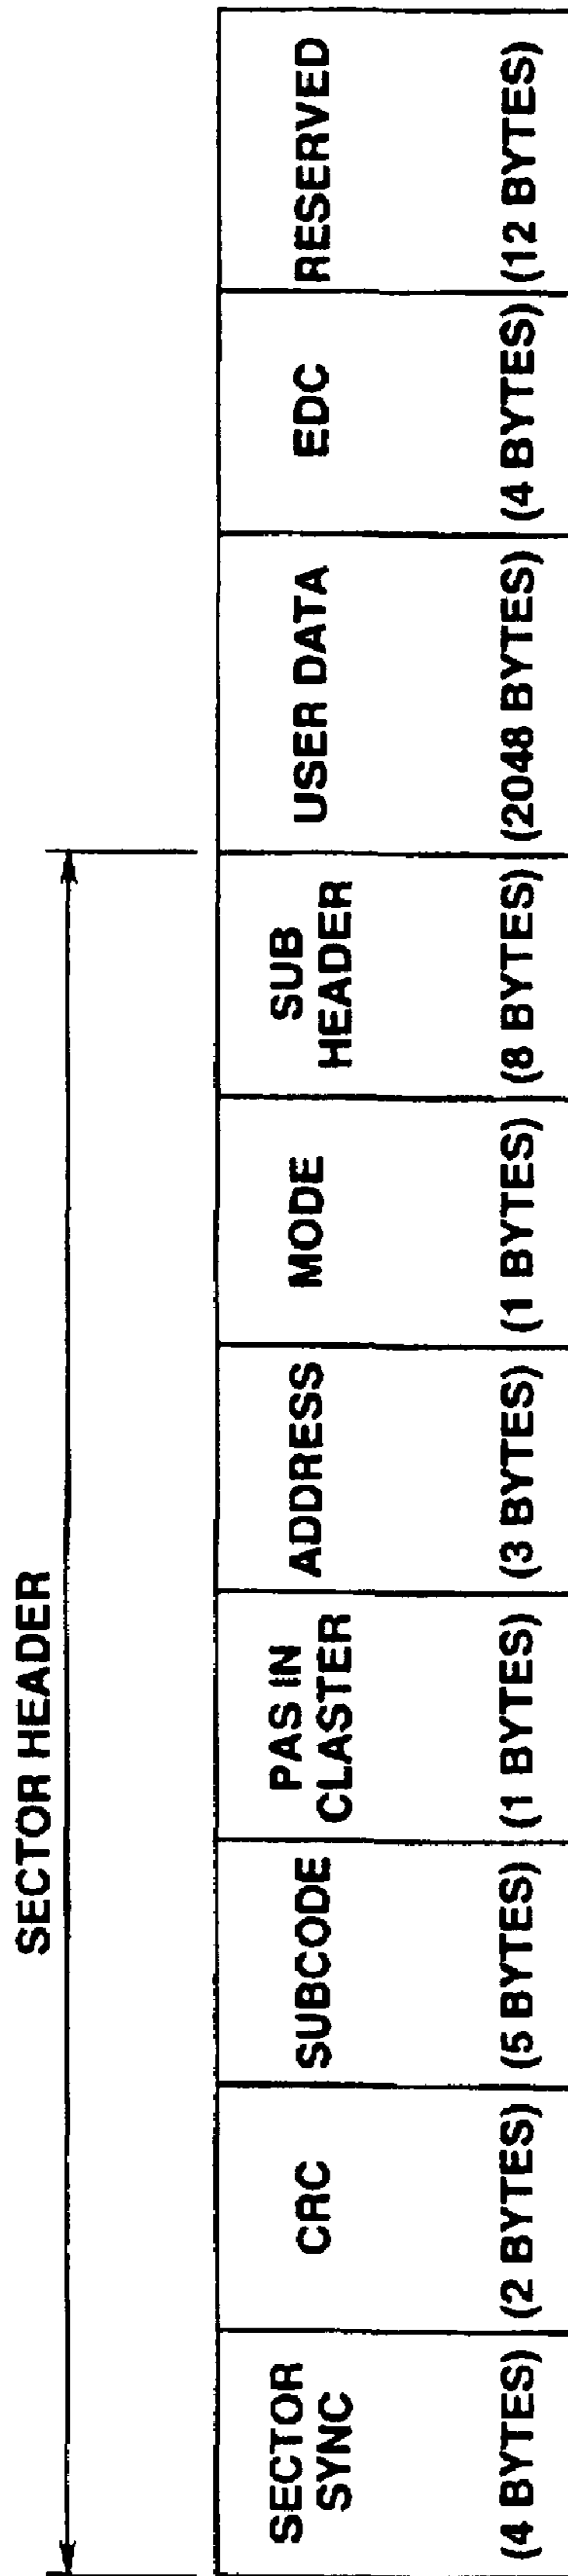 SECTOR HEADER
SECTOR
SYNC
(4 BYTES)
CRC
(2 BYTES)
SUBCODE
(5 BYTES)
PAS IN
CLASTER
(1 BYTES)
ADDRESS
(3 BYTES)
MODE
(1 BYTES)
SUB
HEADER
(8 BYTES)
USER DATA
(2048 BYTES)
EDC
(4 BYTES)
RESERVED
(12 BYTES)